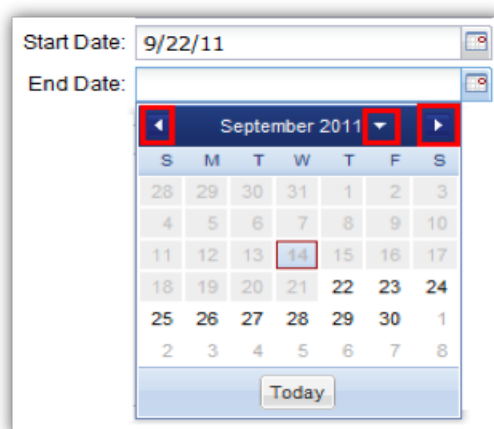 Start Date: 9/22/11
End Date:
September 2011
S M T W T F S
28 29 30 31 1 2 3
4 5 6 7 8 9 10
11 12 13 14 15 16 17
18 19 20 21 22 23 24
25 26 27 28 29 30 1
2 3 4 5 6 7 8
Today